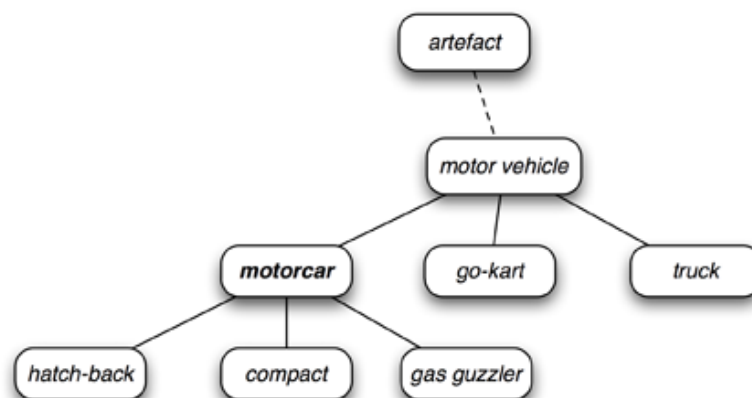 artefact
motor vehicle
motorcar
go-kart
truck
hatch-back
compact
gas guzzler